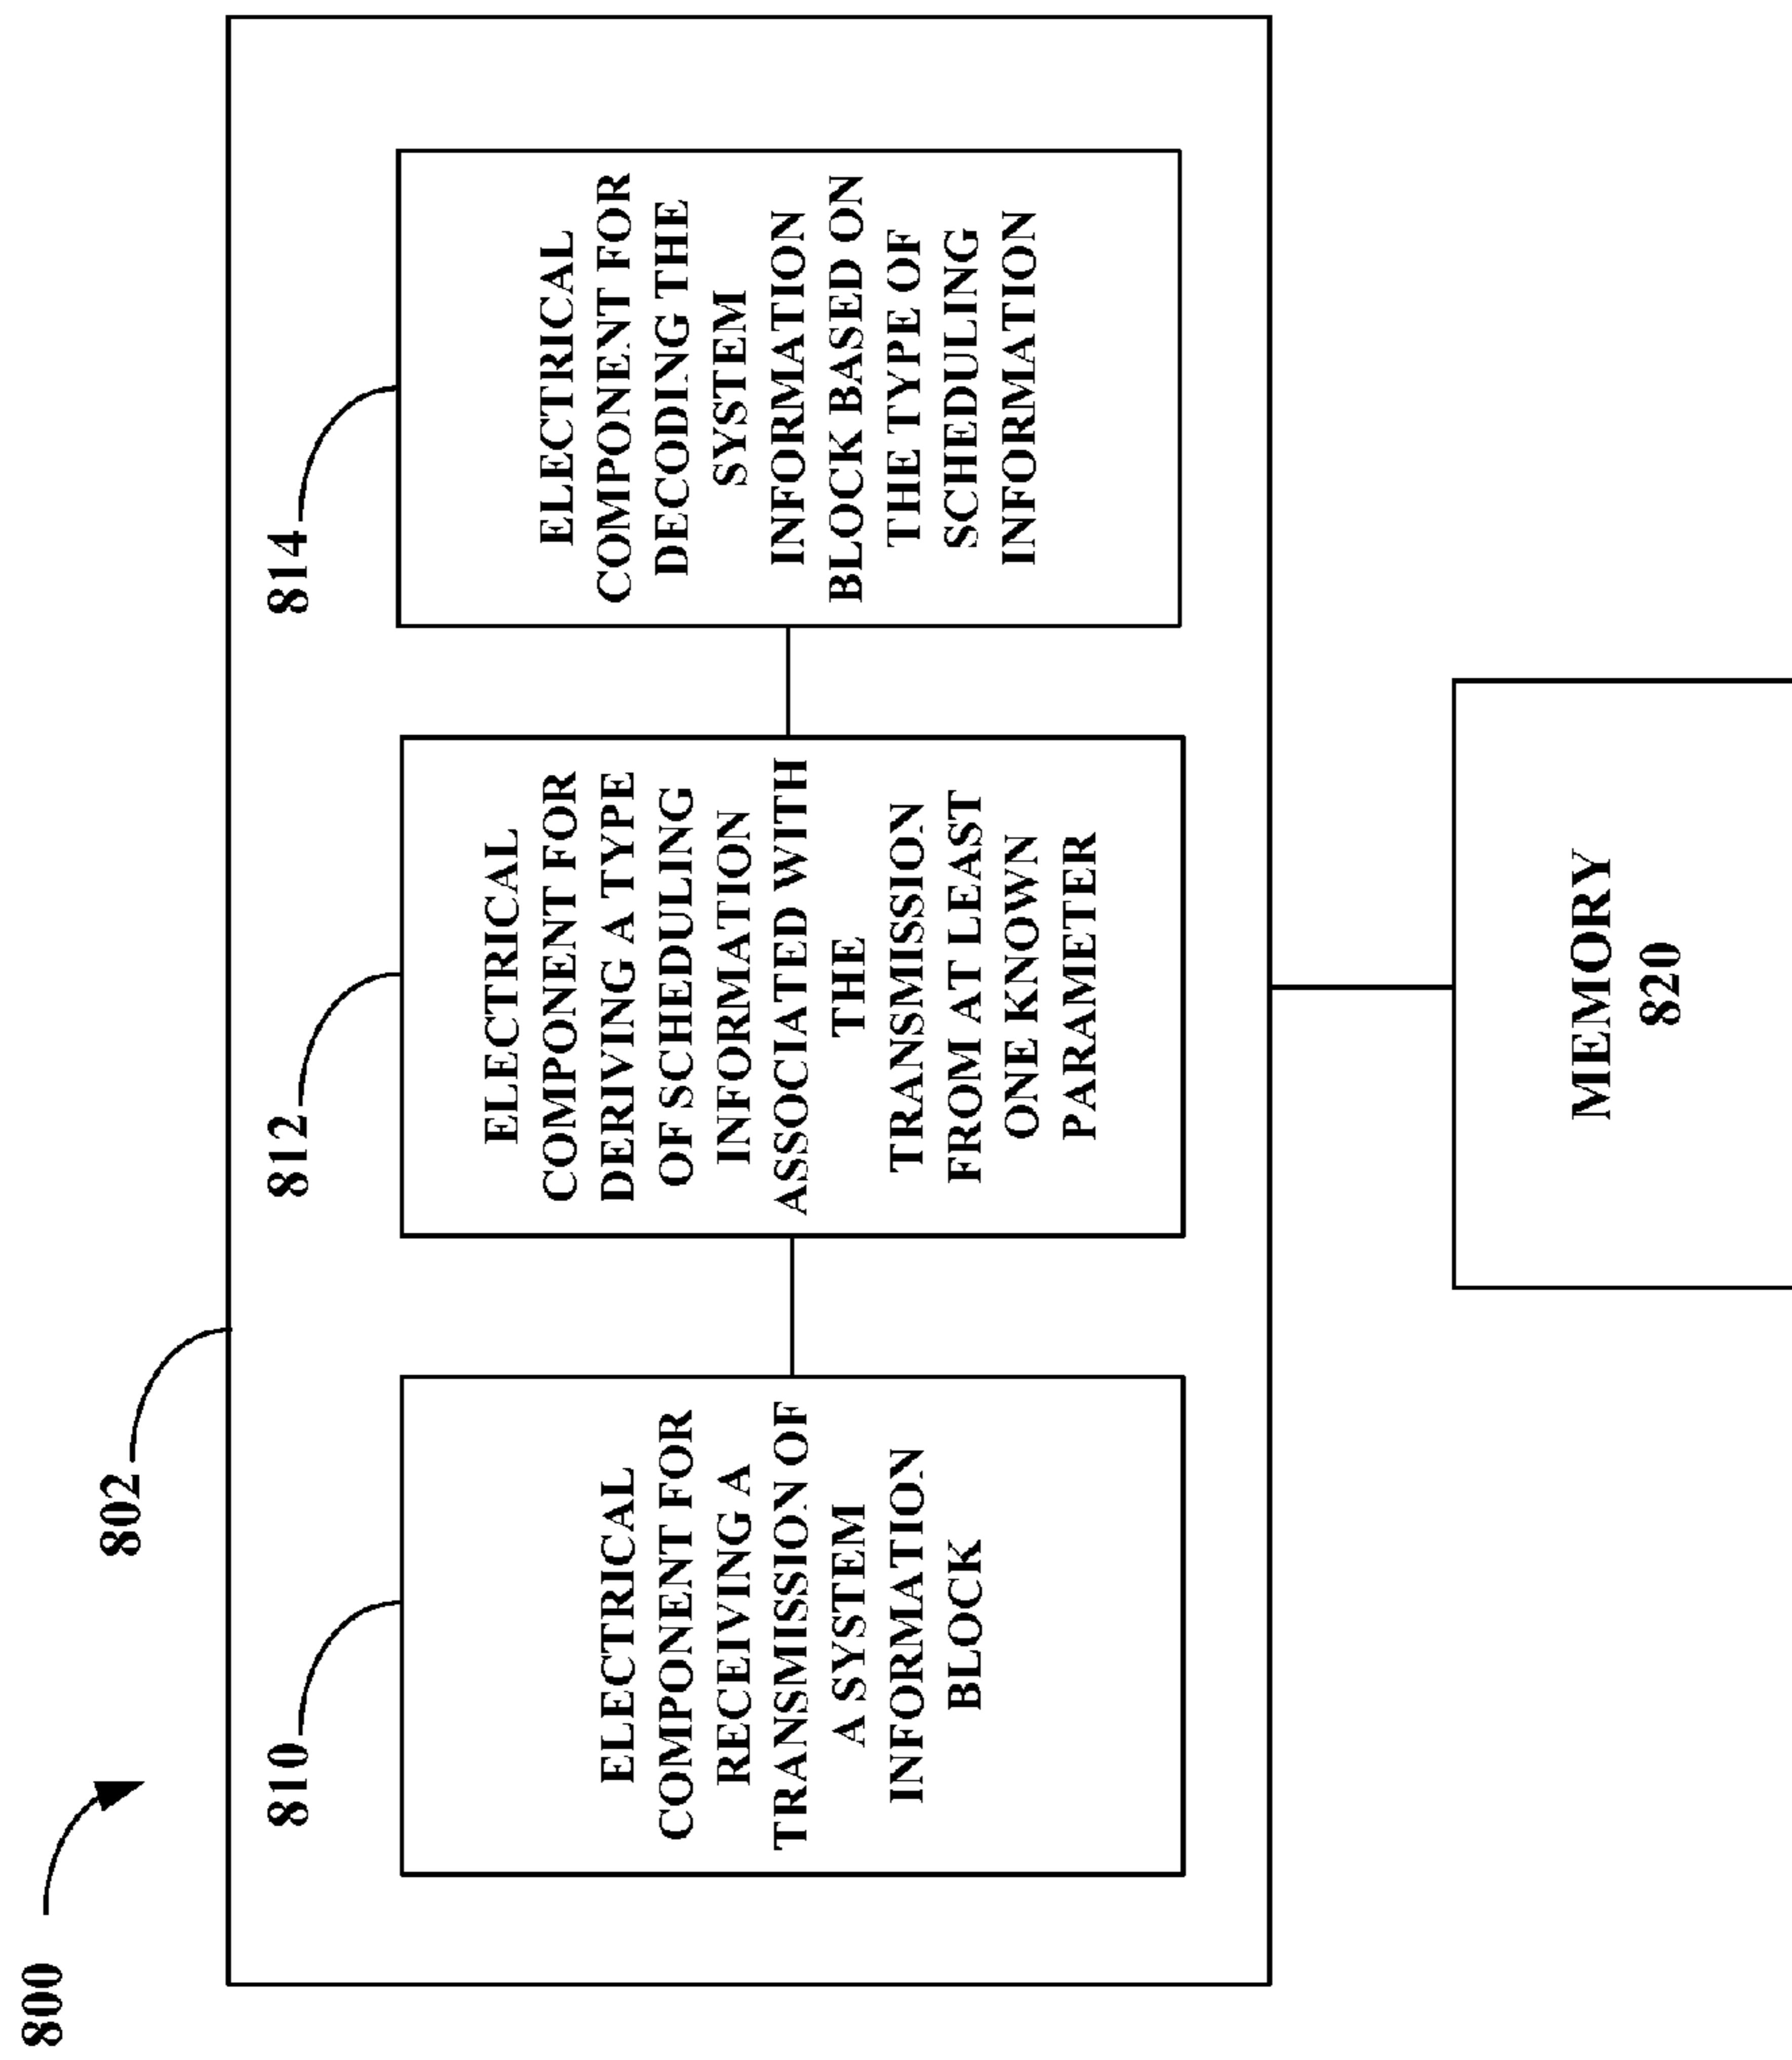 800
802
810
ELECTRICAL
COMPONENT FOR
RECEIVING A
TRANSMISSION OF
A SYSTEM
INFORMATION
BLOCK
812
ELECTRICAL
COMPONENT FOR
DERIVING A TYPE
OF SCHEDULING
INFORMATION
ASSOCIATED WITH
THE
TRANSMISSION
FROM AT LEAST
ONE KNOWN
PARAMETER
814
ELECTRICAL
COMPONENT FOR
DECODING THE
SYSTEM
INFORMATION
BLOCK BASED ON
THE TYPE OF
SCHEDULING
INFORMATION
MEMORY
820